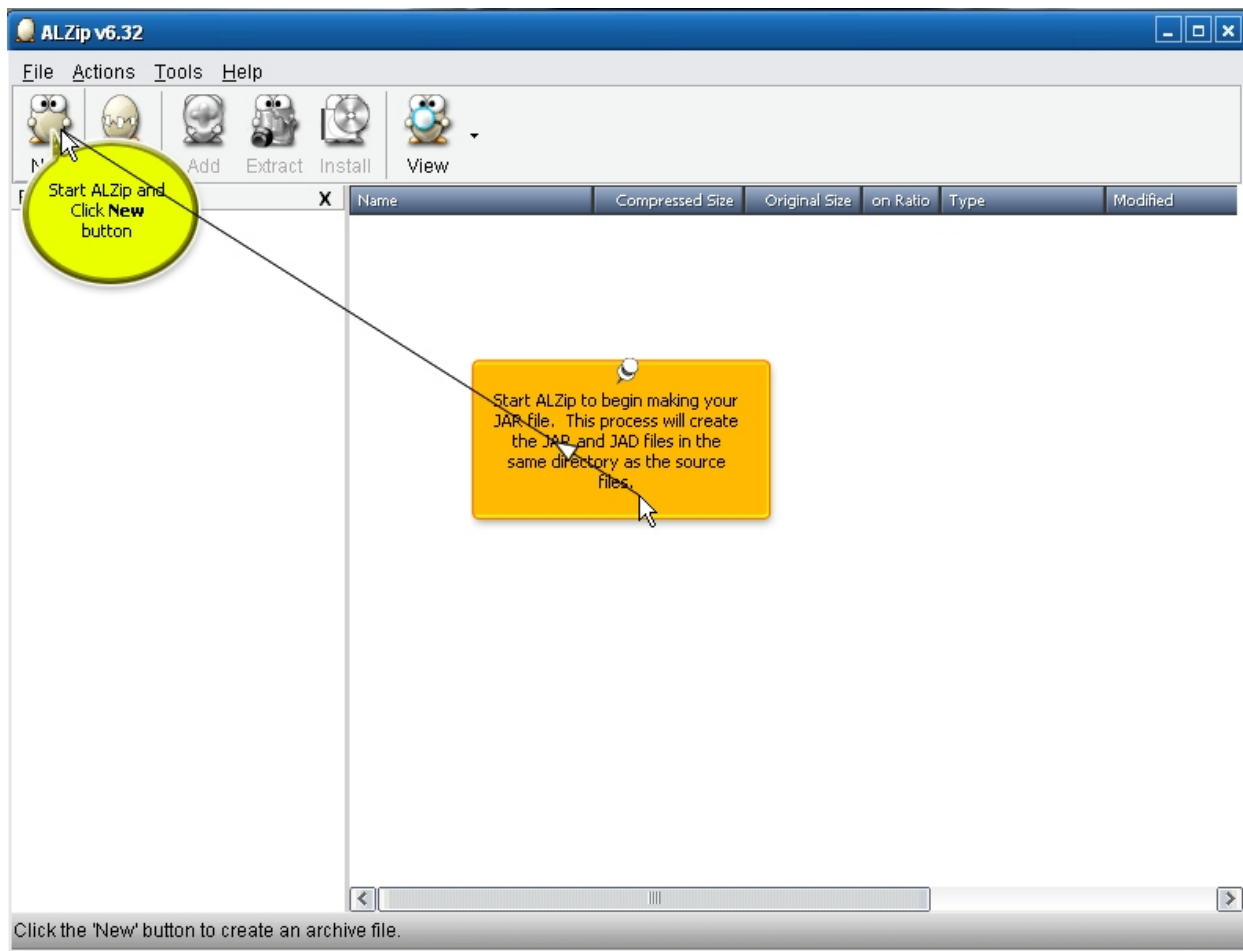 ALZip v6.32
File Actions Tools Help
Add Extract Install View
Start ALZip and
Click New
button
X
Name Compressed Size Original Size on Ratio Type Modified
Start ALZip to begin making your
JAR file. This process will create
the JAR and JAD files in the
same directory as the source
files.
Click the 'New' button to create an archive file.